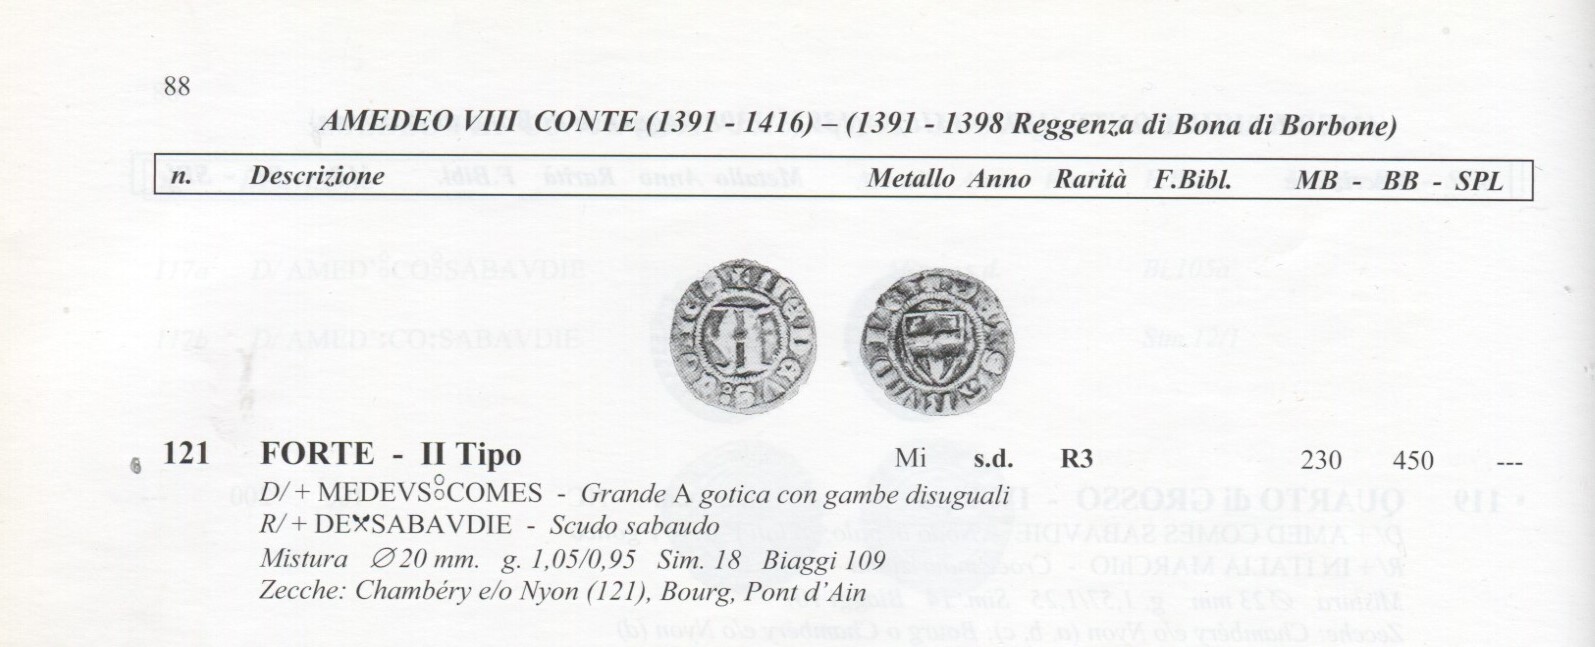 88
AMEDEO VIII CONTE (1391 - 1416) – (1391 - 1398 Reggenza di Bona di Borbone)
n. Descrizione Metallo Anno Rarità F.Bibl. MB - BB - SPL
121 FORTE - II Tipo Mi s.d. R3 230 450 ---
D/ + MEDEVS⸰⸰COMES - Grande A gotica con gambe disuguali
R/ + DE✕SABAVDIE - Scudo sabaudo
Mistura ∅ 20 mm. g. 1,05/0,95 Sim. 18 Biaggi 109
Zecche: Chambéry e/o Nyon (121), Bourg, Pont d'Ain